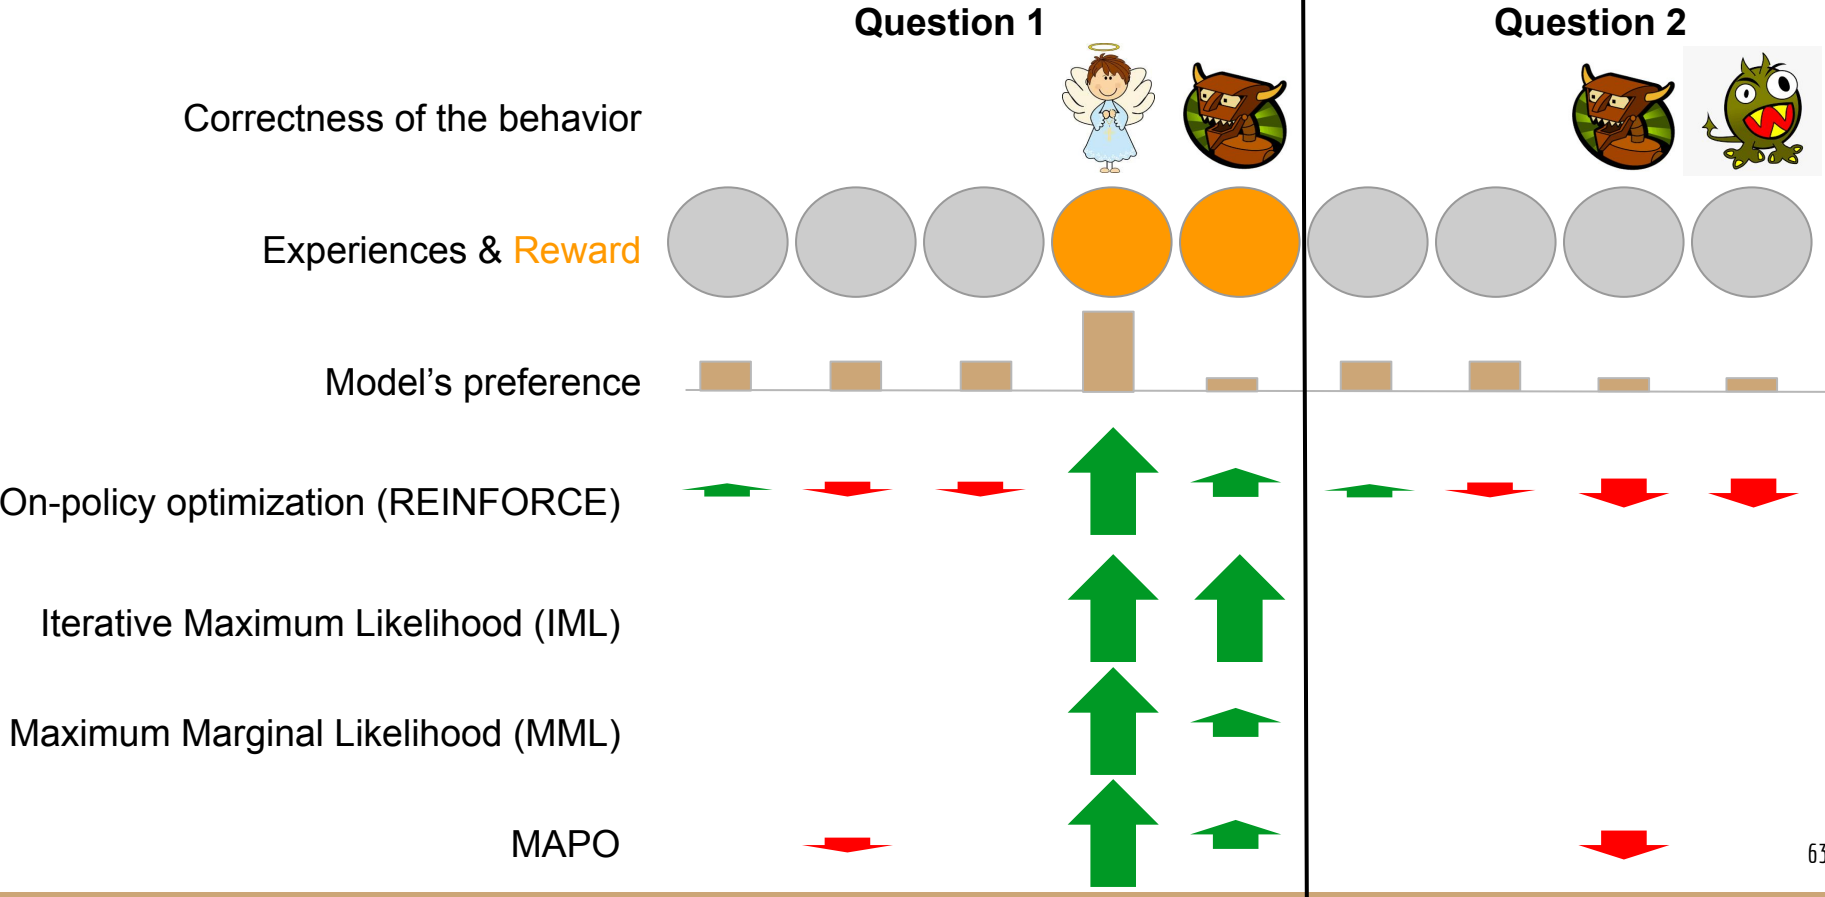 Question 1
Question 2
Correctness of the behavior
Experiences & Reward
Model's preference
On-policy optimization (REINFORCE)
Iterative Maximum Likelihood (IML)
Maximum Marginal Likelihood (MML)
MAPO
63